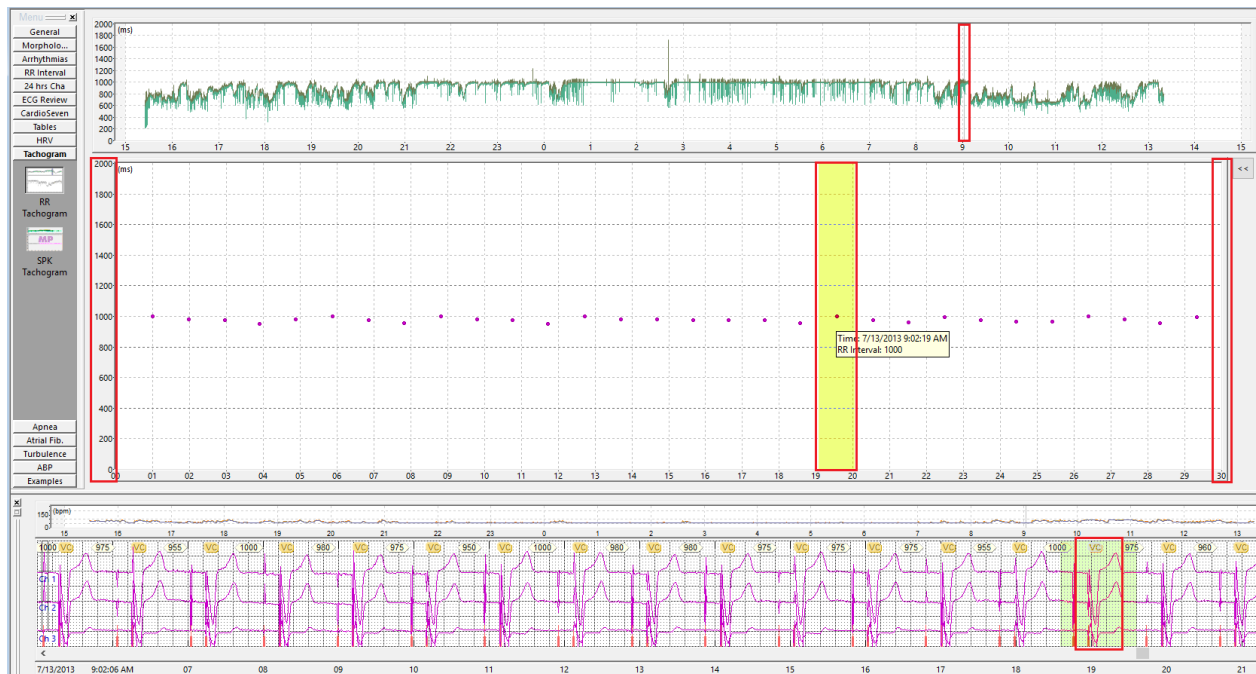 Menu
General
Morpholo...
Arrhythmias
RR Interval
24 hrs Cha
ECG Review
CardioSeven
Tables
HRV
Tachogram
RR
Tachogram
MP
SPK
Tachogram
Apnea
Atrial Fib.
Turbulence
ABP
Examples
2000 (ms)
1800
1600
1400
1200
1000
800
600
400
200
0
15 16 17 18 19 20 21 22 23 0 1 2 3 4 5 6 7 8 9 10 11 12 13 14 15
2000 (ms)
<<
1800
1600
1400
1200
1000
800
600
400
200
0
Time: 7/13/2013 9:02:19 AM
RR Interval: 1000
00 01 02 03 04 05 06 07 08 09 10 11 12 13 14 15 16 17 18 19 20 21 22 23 24 25 26 27 28 29 30
(bpm)
150
0
15 16 17 18 19 20 21 22 23 0 1 2 3 4 5 6 7 8 9 10 11 12 13
1000 VC 975 VC 955 VC 1000 VC 980 VC 975 VC 950 VC 1000 VC 980 VC 975 VC 975 VC 975 VC 955 VC 1000 VC 975 VC 960 VC
Ch 1
Ch 2
Ch 3
<
7/13/2013 9:02:06 AM 07 08 09 10 11 12 13 14 15 16 17 18 19 20 21